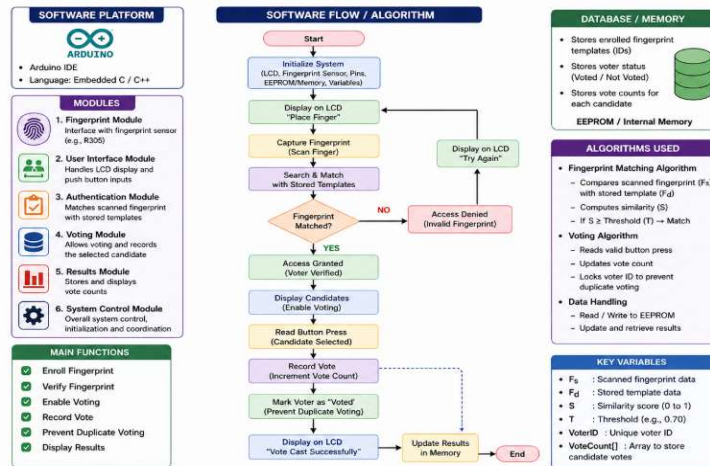 SOFTWARE PLATFORM
ARDUINO
• Arduino IDE
• Language: Embedded C / C++
MODULES
1. Fingerprint Module
Interface with fingerprint sensor
(e.g., R305)
2. User Interface Module
Handles LCD display and
push button inputs
3. Authentication Module
Matches scanned fingerprint
with stored templates
4. Voting Module
Allows voting and records
the selected candidate
5. Results Module
Stores and displays
vote counts
6. System Control Module
Overall system control,
initialization and coordination
MAIN FUNCTIONS
Enroll Fingerprint
Verify Fingerprint
Enable Voting
Record Vote
Prevent Duplicate Voting
Display Results
SOFTWARE FLOW / ALGORITHM
Start
Initialize System
(LCD, Fingerprint Sensor, Pins,
EEPROM/Memory, Variables)
Display on LCD
"Place Finger"
Capture Fingerprint
(Scan Finger)
Search & Match
with Stored Templates
Fingerprint
Matched?
NO
Access Denied
(Invalid Fingerprint)
Display on LCD
"Try Again"
YES
Access Granted
(Voter Verified)
Display Candidates
(Enable Voting)
Read Button Press
(Candidate Selected)
Record Vote
(Increment Vote Count)
Mark Voter as 'Voted'
(Prevent Duplicate Voting)
Display on LCD
"Vote Cast Successfully"
Update Results
in Memory
End
DATABASE / MEMORY
• Stores enrolled fingerprint
templates (IDs)
• Stores voter status
(Voted / Not Voted)
• Stores vote counts for
each candidate
EEPROM / Internal Memory
ALGORITHMS USED
• Fingerprint Matching Algorithm
– Compares scanned fingerprint (Fs)
with stored template (Fd)
– Computes similarity (S)
– If S ≥ Threshold (T) → Match
• Voting Algorithm
– Reads valid button press
– Updates vote count
– Locks voter ID to prevent
duplicate voting
• Data Handling
– Read / Write to EEPROM
– Update and retrieve results
KEY VARIABLES
• Fs : Scanned fingerprint data
• Fd : Stored template data
• S : Similarity score (0 to 1)
• T : Threshold (e.g., 0.70)
• VoterID : Unique voter ID
• VoteCount[] : Array to store
candidate votes